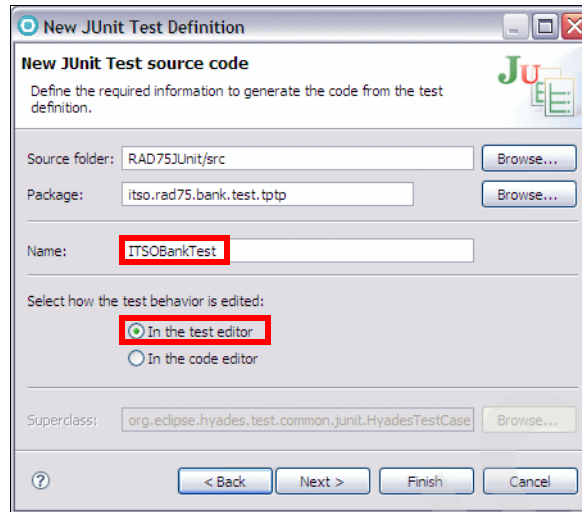 New JUnit Test Definition
New JUnit Test source code
Define the required information to generate the code from the test
definition.
JU
Source folder: RAD75JUnit/src Browse...
Package: itso.rad75.bank.test.tptp Browse...
Name: ITSOBankTest
Select how the test behavior is edited:
In the test editor
In the code editor
Superclass: org.eclipse.hyades.test.common.junit.HyadesTestCase Browse...
? < Back Next > Finish Cancel